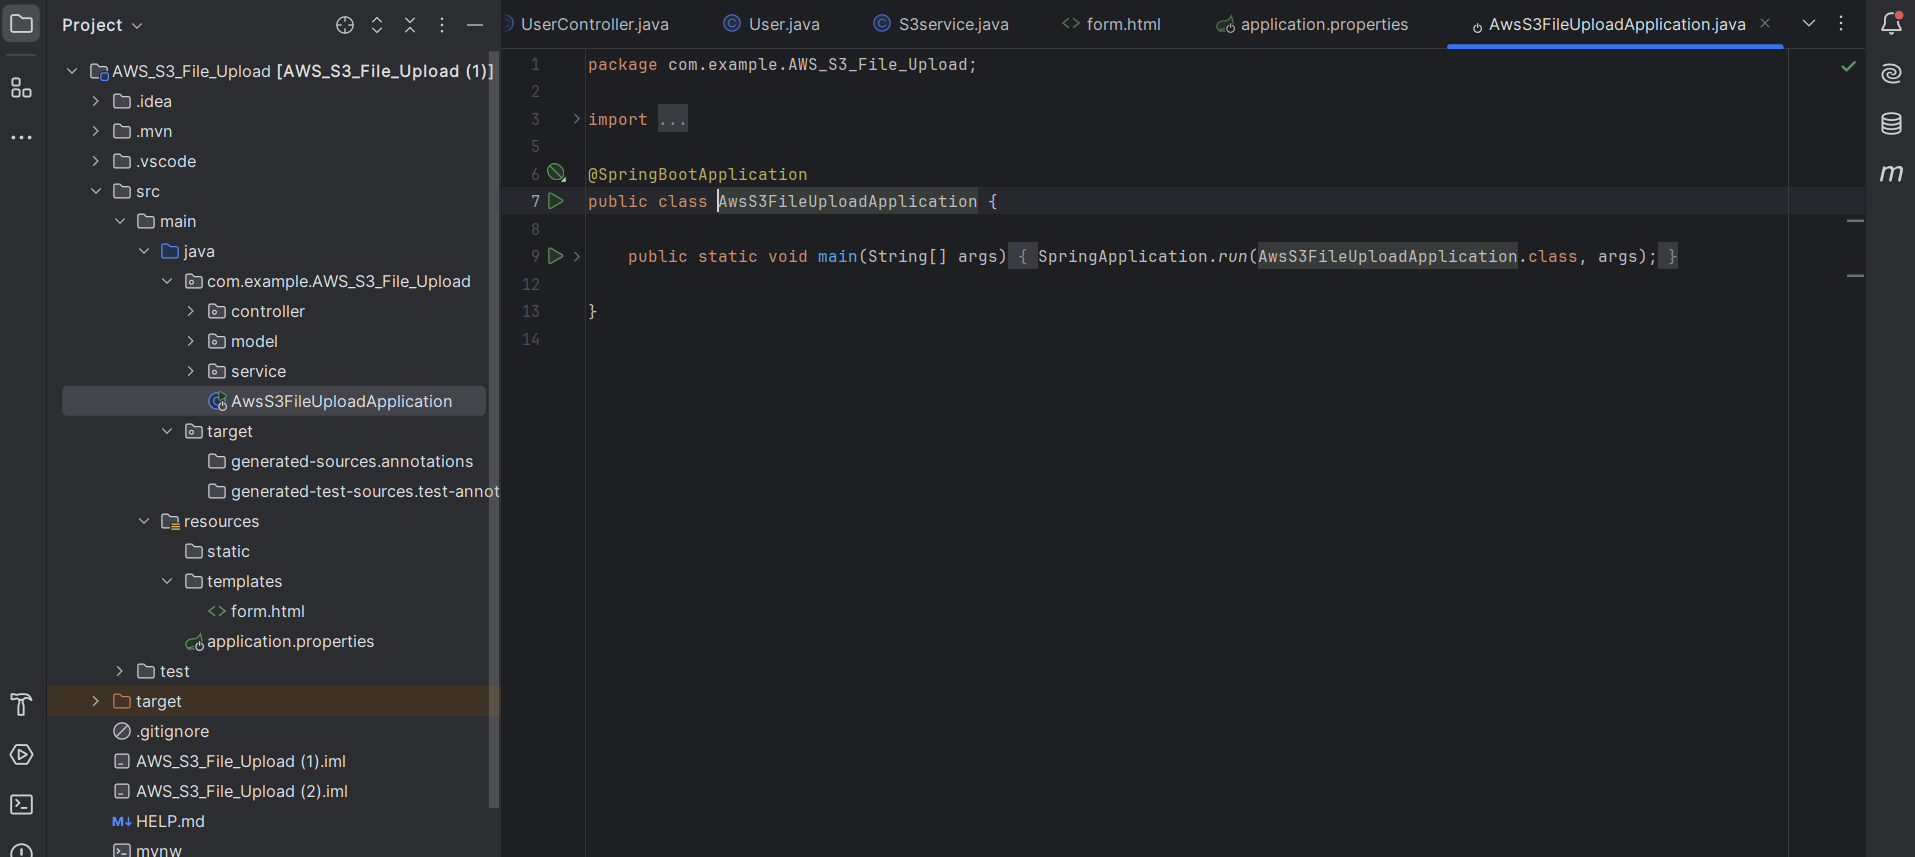 Project
AWS_S3_File_Upload [AWS_S3_File_Upload (1)]
.idea
.mvn
.vscode
src
main
java
com.example.AWS_S3_File_Upload
controller
model
service
AwsS3FileUploadApplication
target
generated-sources.annotations
generated-test-sources.test-annot
resources
static
templates
form.html
application.properties
test
target
.gitignore
AWS_S3_File_Upload (1).iml
AWS_S3_File_Upload (2).iml
HELP.md
mvnw
UserController.java User.java S3service.java form.html application.properties AwsS3FileUploadApplication.java
1 package com.example.AWS_S3_File_Upload;
2
3 import ...
5
6 @SpringBootApplication
7 public class AwsS3FileUploadApplication {
8
9 public static void main(String[] args) { SpringApplication.run(AwsS3FileUploadApplication.class, args); }
12
13 }
14